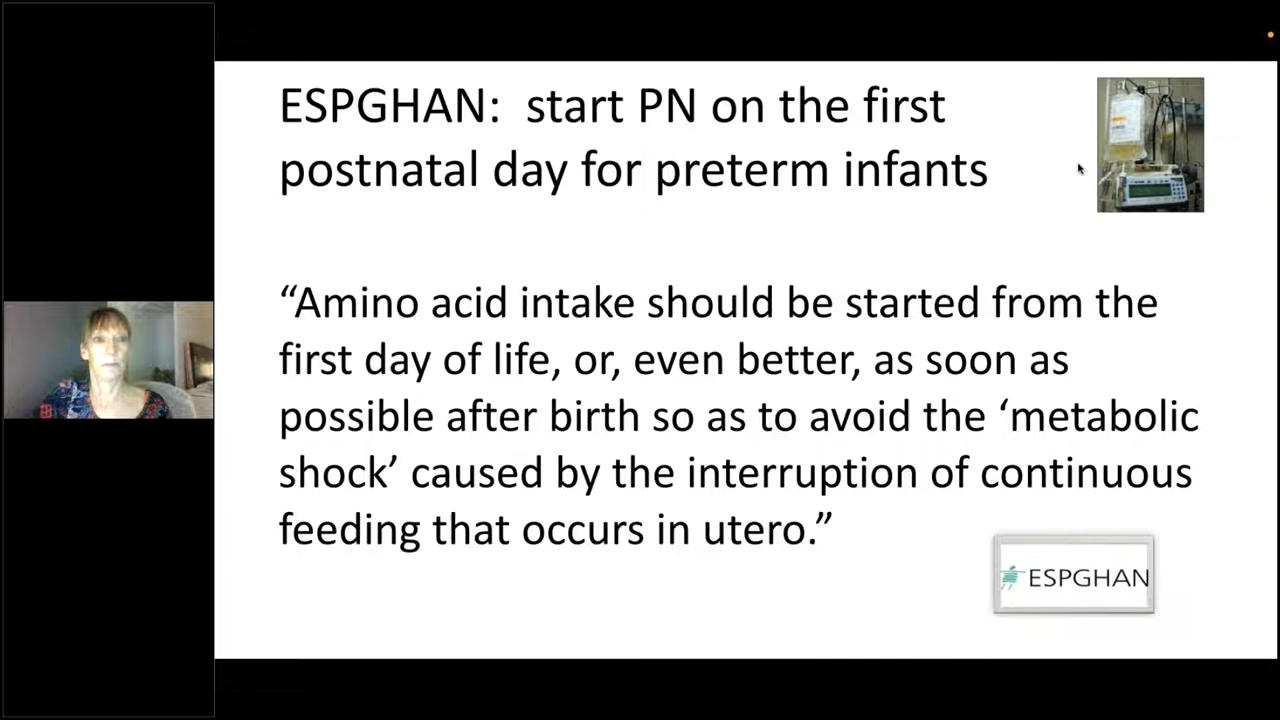 ESPGHAN:  start PN on the first
postnatal day for preterm infants
“Amino acid intake should be started from the
first day of life, or, even better, as soon as
possible after birth so as to avoid the ‘metabolic
shock’ caused by the interruption of continuous
feeding that occurs in utero.”
ESPGHAN